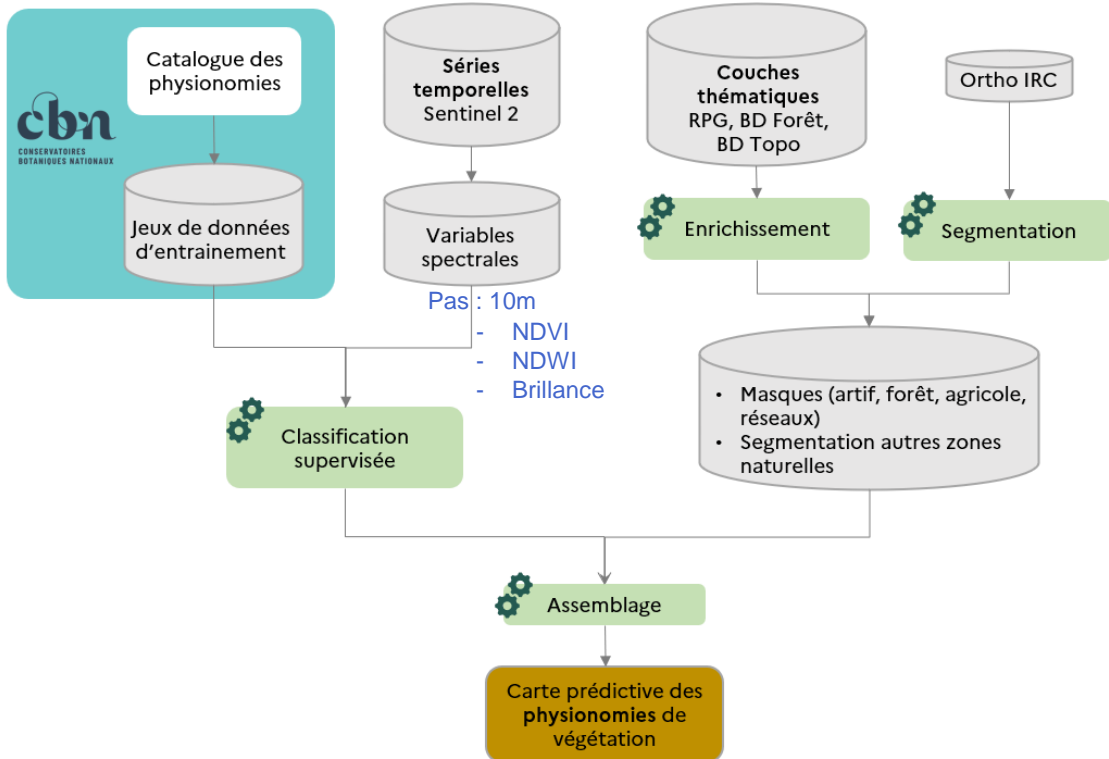 Catalogue des
physionomies
cbn
CONSERVATOIRES
BOTANIQUES NATIONAUX
Jeux de données
d'entrainement
Séries
temporelles
Sentinel 2
Variables
spectrales
Pas : 10m
- NDVI
- NDWI
- Brillance
Couches
thématiques
RPG, BD Forêt,
BD Topo
Ortho IRC
Enrichissement
Segmentation
• Masques (artif, forêt, agricole,
réseaux)
• Segmentation autres zones
naturelles
Classification
supervisée
Assemblage
Carte prédictive des
physionomies de
végétation